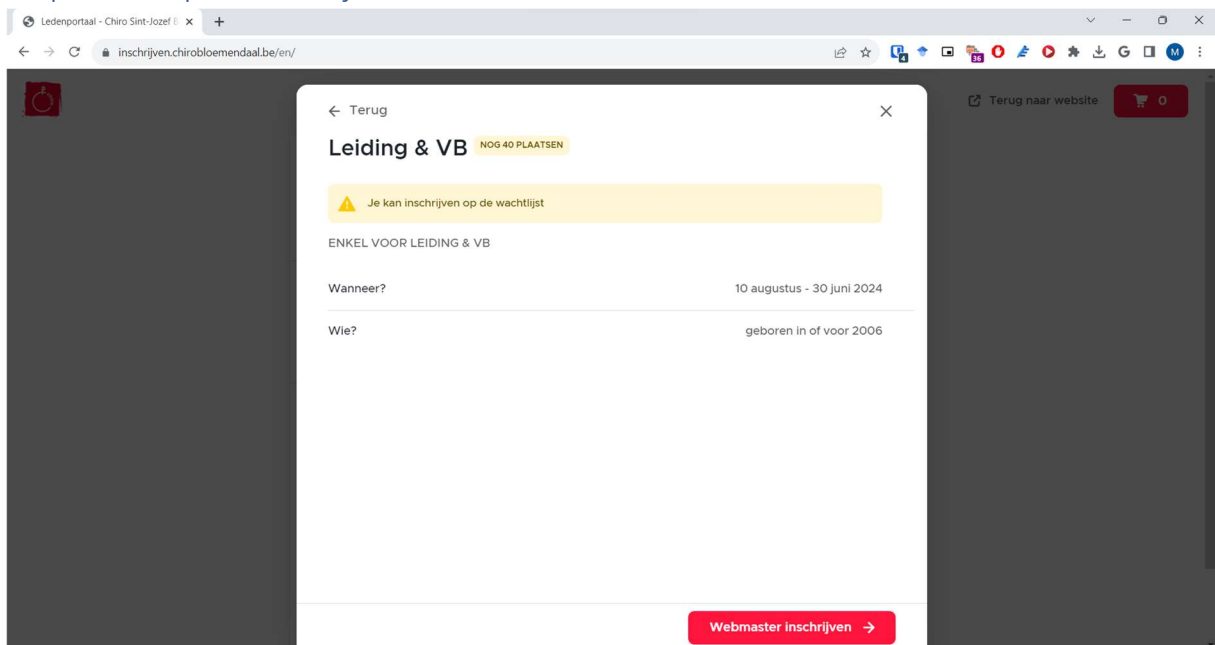 Ledenportaal - Chiro Sint-Jozef
inschrijven.chirobloemendaal.be/en/
4
36
G
M
Terug naar website
0
Terug
Leiding & VB
NOG 40 PLAATSEN
Je kan inschrijven op de wachtlijst
ENKEL VOOR LEIDING & VB
Wanneer?
10 augustus - 30 juni 2024
Wie?
geboren in of voor 2006
Webmaster inschrijven